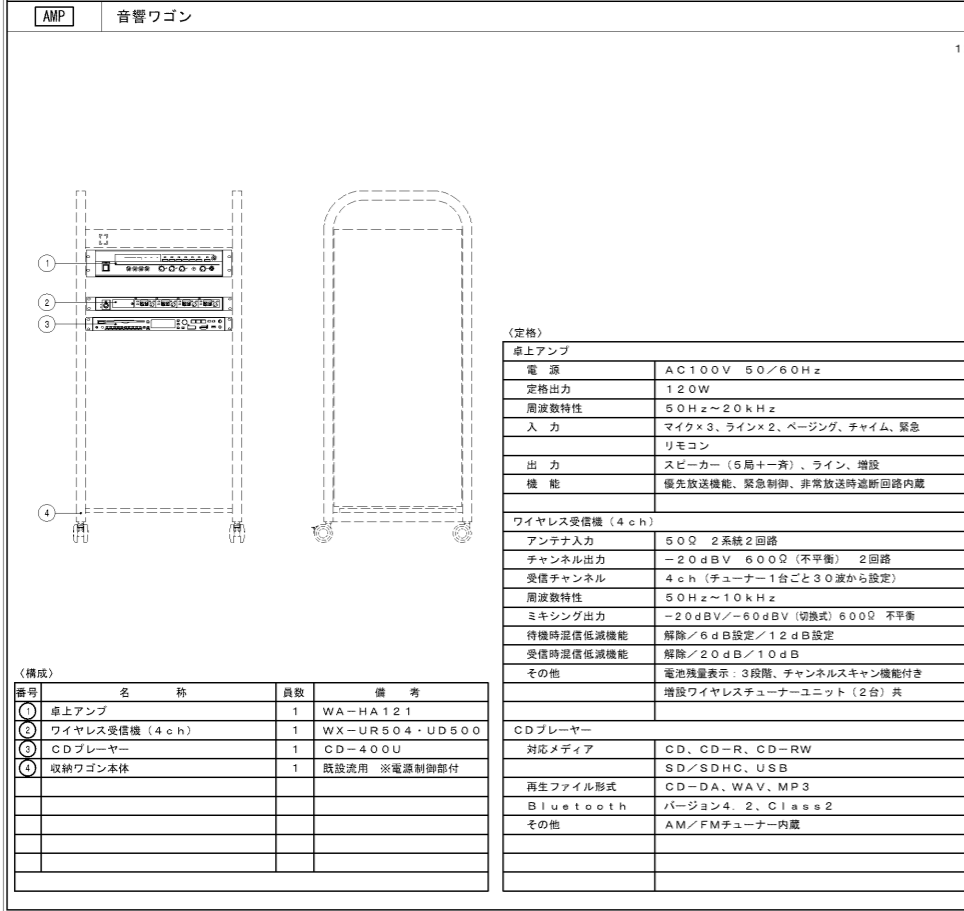 AMP 音響ワゴン
1
1
2
3
4
〈構成〉
番号 名 称 員数 備 考
1 卓上アンプ 1 WA-HA121
2 ワイヤレス受信機(4ch) 1 WX-UR504・UD500
3 CDプレーヤー 1 CD-400U
4 収納ワゴン本体 1 既設流用 ※電源制御部付
〈定格〉
卓上アンプ
電 源 AC100V 50/60Hz
定格出力 120W
周波数特性 50Hz~20kHz
入 力 マイク×3、ライン×2、ページング、チャイム、緊急
リモコン
出 力 スピーカー(5局+一斉)、ライン、増設
機 能 優先放送機能、緊急制御、非常放送時遮断回路内蔵
ワイヤレス受信機(4ch)
アンテナ入力 50Ω 2系統2回路
チャンネル出力 -20dBV 600Ω(不平衡) 2回路
受信チャンネル 4ch(チューナー1台ごと30波から設定)
周波数特性 50Hz~10kHz
ミキシング出力 -20dBV/-60dBV(切換式)600Ω 不平衡
待機時混信低減機能 解除/6dB設定/12dB設定
受信時混信低減機能 解除/20dB/10dB
その他 電池残量表示:3段階、チャンネルスキャン機能付き
増設ワイヤレスチューナーユニット(2台)共
CDプレーヤー
対応メディア CD、CD-R、CD-RW
SD/SDHC、USB
再生ファイル形式 CD-DA、WAV、MP3
Bluetooth バージョン4.2、Class2
その他 AM/FMチューナー内蔵